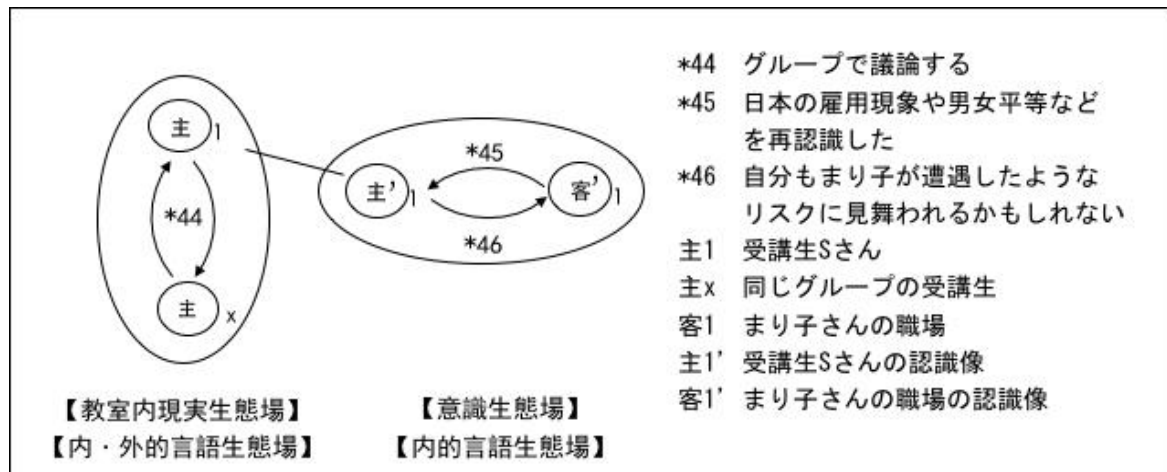 主1
*44
主x
主'1
*45
客'1
*46
【教室内現実生態場】
【内・外的言語生態場】
【意識生態場】
【内的言語生態場】
*44 グループで議論する
*45 日本の雇用現象や男女平等など
を再認識した
*46 自分もまり子が遭遇したような
リスクに見舞われるかもしれない
主1 受講生Sさん
主x 同じグループの受講生
客1 まり子さんの職場
主1' 受講生Sさんの認識像
客1' まり子さんの職場の認識像